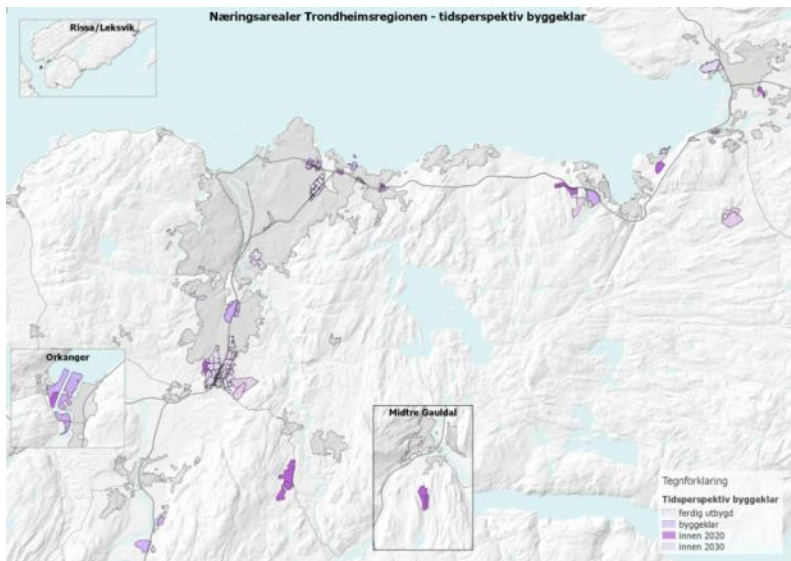 Næringsarealer Trondheimsregionen - tidsperspektiv byggeklar
Rissa/Leksvik
Orkanger
Midtre Gauldal
Tegnforklaring
Tidsperspektiv byggeklar
ferdig utbygd
byggeklar
innen 2020
innen 2030